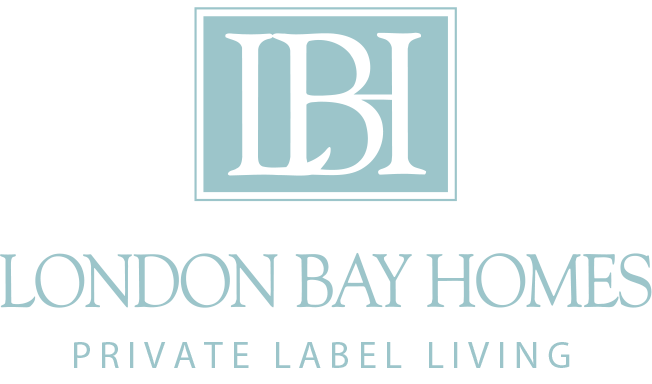 LBH
LONDON BAY HOMES
PRIVATE LABEL LIVING